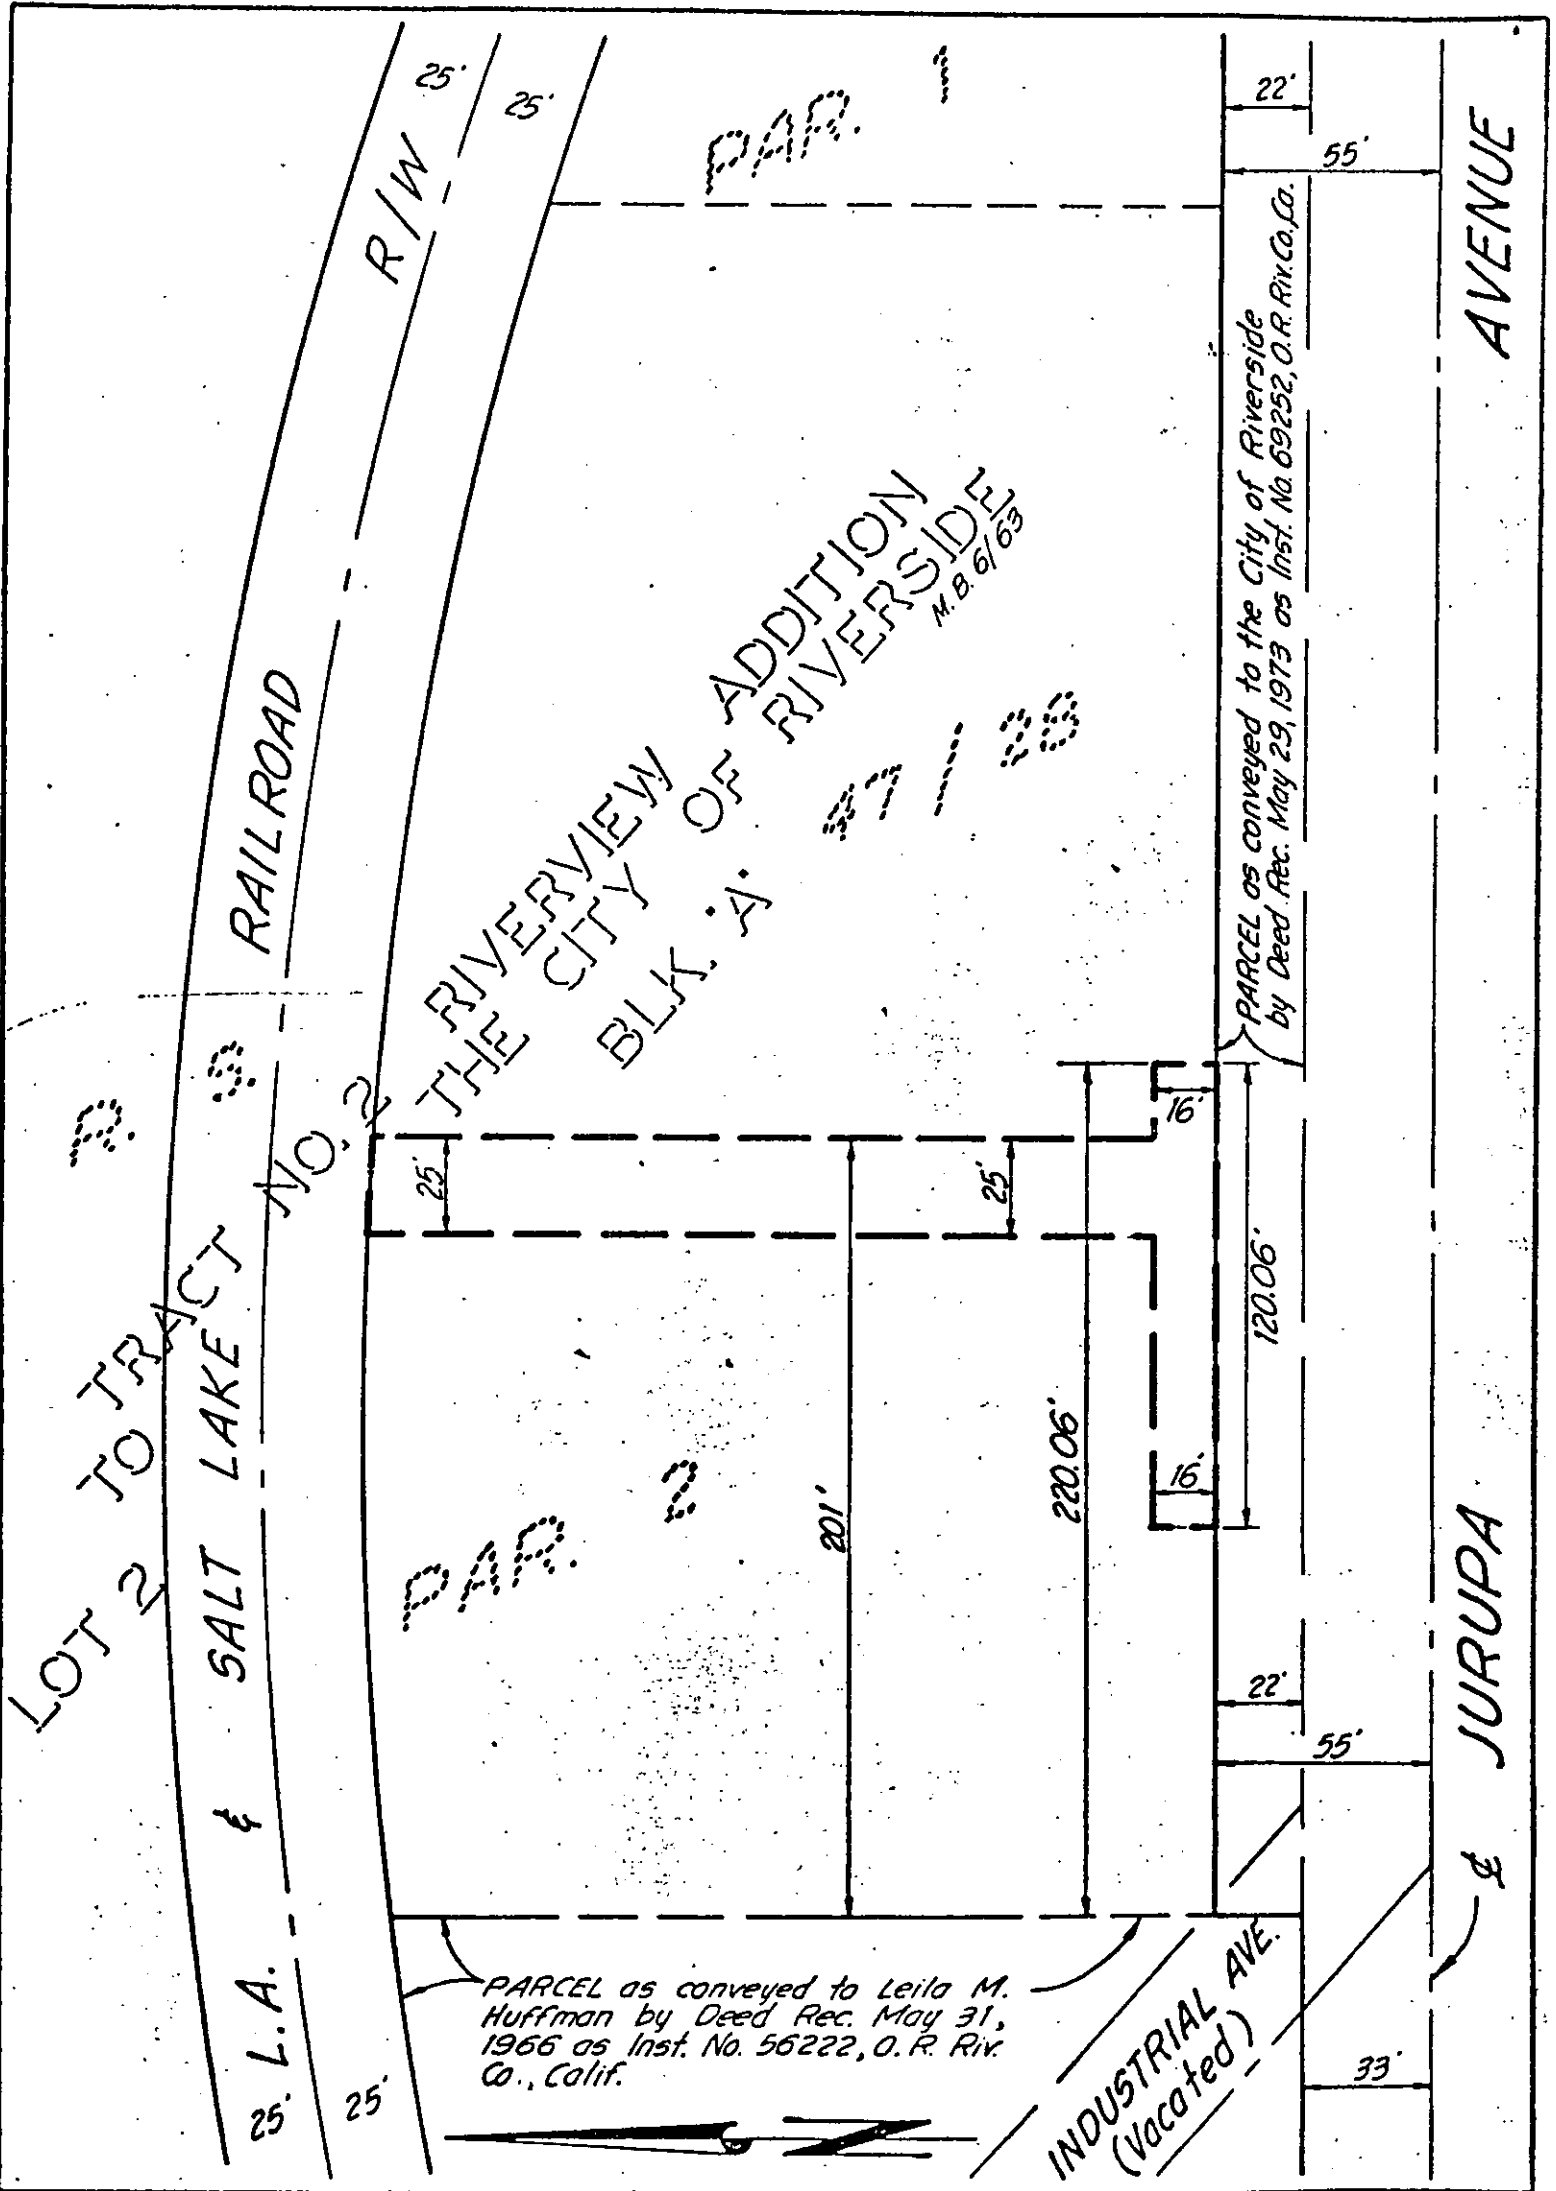 25'
25'
R/W
PAR. 1
22'
55'
AVENUE
RAILROAD
RIVERVIEW ADDITION
THE CITY OF RIVERSIDE
M.B. 6/63
BLK. "A"
47 / 28
PARCEL as conveyed to the City of Riverside
by Deed Rec. May 29, 1973 as Inst. No. 69252, O.R. Riv. Co., Ca.
R. S.
16'
25'
25'
LOT 2 TO TRACT NO. 2
120.06'
220.06'
201'
16'
PAR. 2
L.A. & SALT LAKE
22'
55'
℄ JURUPA
PARCEL as conveyed to Leila M.
Huffman by Deed Rec. May 31,
1966 as Inst. No. 56222, O. R. Riv.
Co., Calif.
INDUSTRIAL AVE.
(Vacated)
33'
25'
25'
N